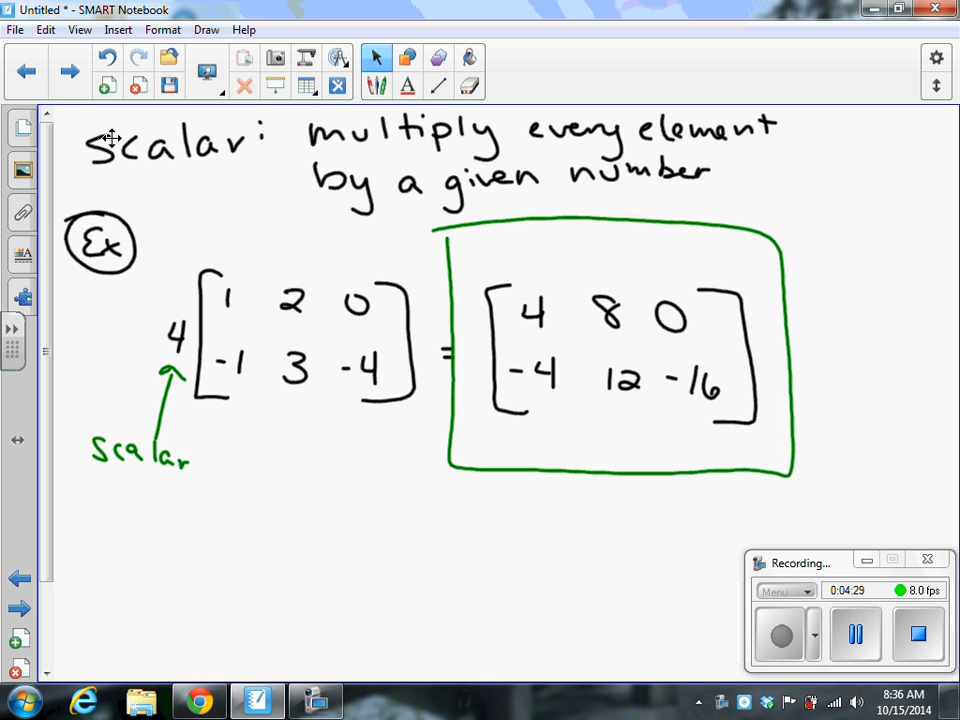 Untitled * - SMART Notebook
File Edit View Insert Format Draw Help
scalar: multiply every element
by a given number
Ex
1 2 0
4 8 0
4
-1 3 -4
=
-4 12 -16
scalar
Recording...
Menu 0:04:29 8.0 fps
8:36 AM
10/15/2014